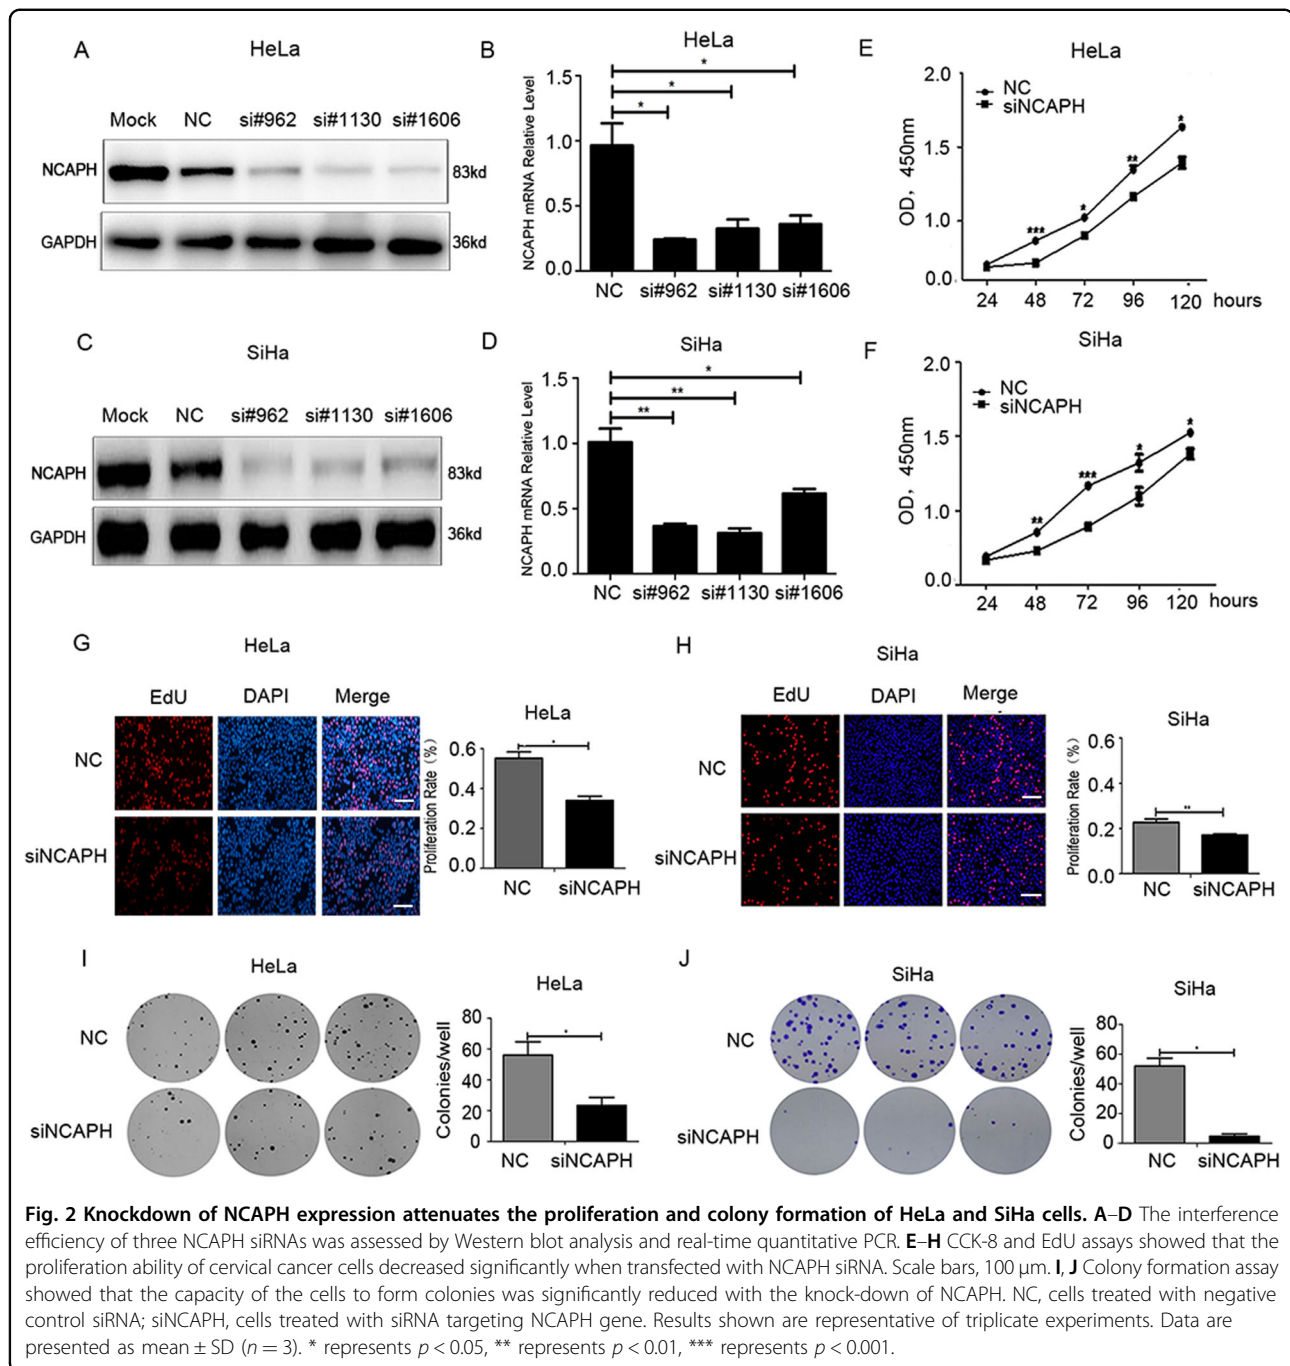 A
HeLa
Mock NC si#962 si#1130 si#1606
NCAPH
83kd
GAPDH
36kd
B
HeLa
NCAPH mRNA Relative Level
1.5
1.0
0.5
0.0
*
*
*
NC si#962 si#1130 si#1606
E
HeLa
OD, 450nm
2.0
1.5
1.0
0.0
NC
siNCAPH
***
*
**
*
24 48 72 96 120 hours
C
SiHa
Mock NC si#962 si#1130 si#1606
NCAPH
83kd
GAPDH
36kd
D
SiHa
NCAPH mRNA Relative Level
1.5
1.0
0.5
0.0
*
**
**
NC si#962 si#1130 si#1606
F
SiHa
OD, 450nm
2.0
1.5
1.0
0.0
NC
siNCAPH
**
***
*
*
24 48 72 96 120 hours
G
HeLa
EdU DAPI Merge
NC
siNCAPH
HeLa
Proliferation Rate (%)
0.6
0.4
0.2
0.0
*
NC siNCAPH
H
SiHa
EdU DAPI Merge
NC
siNCAPH
SiHa
Proliferation Rate (%)
0.6
0.4
0.2
0.0
**
NC siNCAPH
I
HeLa
NC
siNCAPH
HeLa
Colonies/well
80
60
40
20
0
*
NC siNCAPH
J
SiHa
NC
siNCAPH
SiHa
Colonies/well
80
60
40
20
0
*
NC siNCAPH
Fig. 2 Knockdown of NCAPH expression attenuates the proliferation and colony formation of HeLa and SiHa cells. A–D The interference
efficiency of three NCAPH siRNAs was assessed by Western blot analysis and real-time quantitative PCR. E–H CCK-8 and EdU assays showed that the
proliferation ability of cervical cancer cells decreased significantly when transfected with NCAPH siRNA. Scale bars, 100 μm. I, J Colony formation assay
showed that the capacity of the cells to form colonies was significantly reduced with the knock-down of NCAPH. NC, cells treated with negative
control siRNA; siNCAPH, cells treated with siRNA targeting NCAPH gene. Results shown are representative of triplicate experiments. Data are
presented as mean ± SD (n = 3). * represents p < 0.05, ** represents p < 0.01, *** represents p < 0.001.